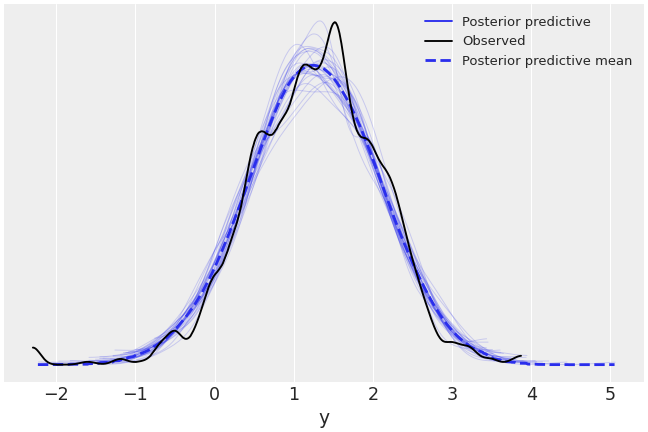 Posterior predictive
Observed
Posterior predictive mean
−2 −1 0 1 2 3 4 5
y